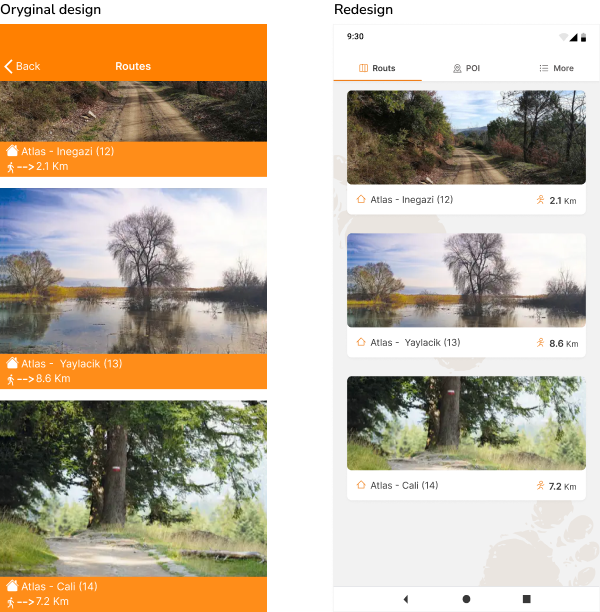 Oryginal design
Back
Routes
Atlas - Inegazi (12)
-->2.1 Km
Atlas -  Yaylacik (13)
-->8.6 Km
Atlas - Cali (14)
-->7.2 Km
Redesign
9:30
Routs
POI
More
Atlas - Inegazi (12)
2.1 Km
Atlas -  Yaylacik (13)
8.6 Km
Atlas - Cali (14)
7.2 Km